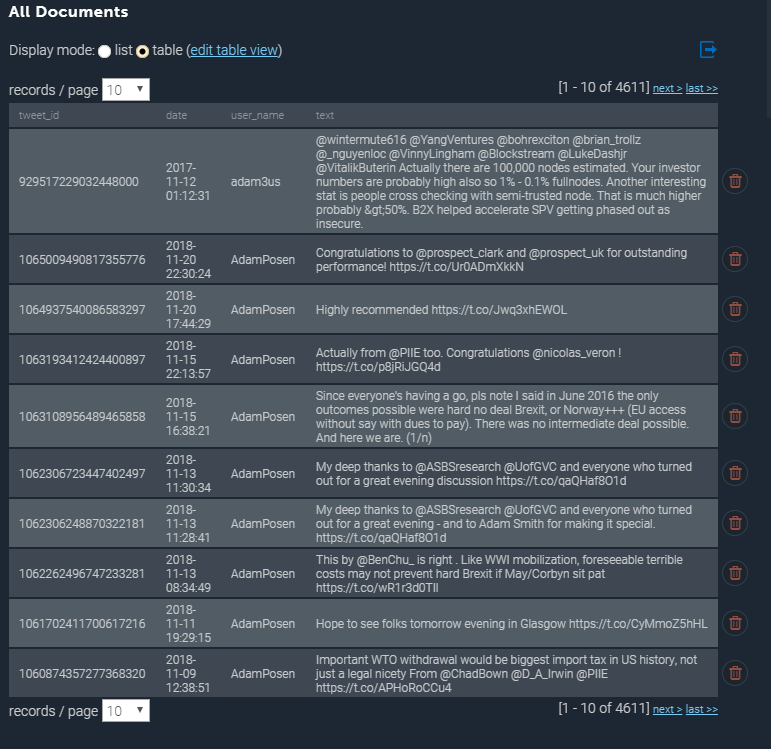 All Documents
Display mode: list table (edit table view)
records / page 10
[1 - 10 of 4611] next > last >>
tweet_id date user_name text
929517229032448000
2017-
11-12
01:12:31
adam3us
@wintermute616 @YangVentures @bohrexciton @brian_trollz
@_nguyenloc @VinnyLingham @Blockstream @LukeDashjr
@VitalikButerin Actually there are 100,000 nodes estimated. Your investor
numbers are probably high also so 1% - 0.1% fullnodes. Another interesting
stat is people cross checking with semi-trusted node. That is much higher
probably &gt;50%. B2X helped accelerate SPV getting phased out as
insecure.
1065009490817355776
2018-
11-20
22:30:24
AdamPosen
Congratulations to @prospect_clark and @prospect_uk for outstanding
performance! https://t.co/Ur0ADmXkkN
1064937540086583297
2018-
11-20
17:44:29
AdamPosen
Highly recommended https://t.co/Jwq3xhEWOL
1063193412424400897
2018-
11-15
22:13:57
AdamPosen
Actually from @PIIE too. Congratulations @nicolas_veron !
https://t.co/p8jRiJGQ4d
1063108956489465858
2018-
11-15
16:38:21
AdamPosen
Since everyone's having a go, pls note I said in June 2016 the only
outcomes possible were hard no deal Brexit, or Norway+++ (EU access
without say with dues to pay). There was no intermediate deal possible.
And here we are. (1/n)
1062306723447402497
2018-
11-13
11:30:34
AdamPosen
My deep thanks to @ASBSresearch @UofGVC and everyone who turned
out for a great evening discussion https://t.co/qaQHaf8O1d
1062306248870322181
2018-
11-13
11:28:41
AdamPosen
My deep thanks to @ASBSresearch @UofGVC and everyone who turned
out for a great evening - and to Adam Smith for making it special.
https://t.co/qaQHaf8O1d
1062262496747233281
2018-
11-13
08:34:49
AdamPosen
This by @BenChu_ is right . Like WWI mobilization, foreseeable terrible
costs may not prevent hard Brexit if May/Corbyn sit pat
https://t.co/wR1r3d0TIl
1061702411700617216
2018-
11-11
19:29:15
AdamPosen
Hope to see folks tomorrow evening in Glasgow https://t.co/CyMmoZ5hHL
1060874357277368320
2018-
11-09
12:38:51
AdamPosen
Important WTO withdrawal would be biggest import tax in US history, not
just a legal nicety From @ChadBown @D_A_Irwin @PIIE
https://t.co/APHoRoCCu4
records / page 10
[1 - 10 of 4611] next > last >>